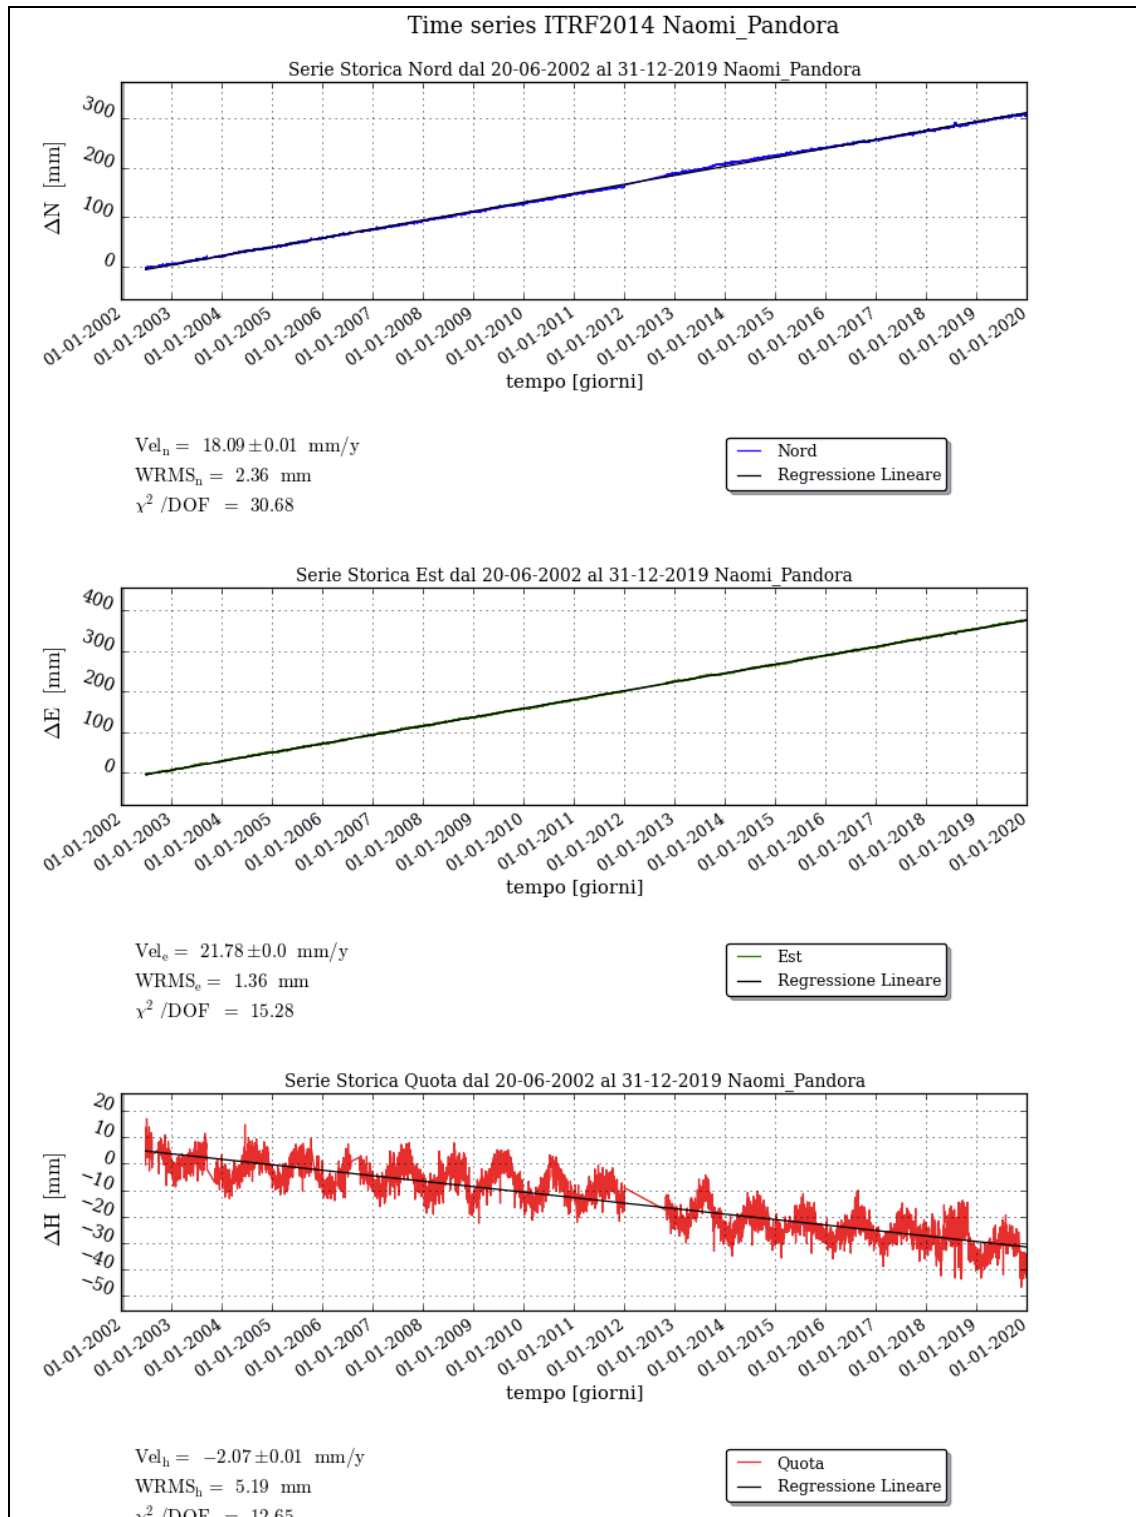 Time series ITRF2014 Naomi_Pandora
Serie Storica Nord dal 20-06-2002 al 31-12-2019 Naomi_Pandora
300
200
100
0
ΔN [mm]
01-01-2002 01-01-2003 01-01-2004 01-01-2005 01-01-2006 01-01-2007 01-01-2008 01-01-2009 01-01-2010 01-01-2011 01-01-2012 01-01-2013 01-01-2014 01-01-2015 01-01-2016 01-01-2017 01-01-2018 01-01-2019 01-01-2020
tempo [giorni]
Velₙ = 18.09±0.01 mm/y
WRMSₙ = 2.36 mm
χ² /DOF = 30.68
Nord
Regressione Lineare
Serie Storica Est dal 20-06-2002 al 31-12-2019 Naomi_Pandora
400
300
200
100
0
ΔE [mm]
01-01-2002 01-01-2003 01-01-2004 01-01-2005 01-01-2006 01-01-2007 01-01-2008 01-01-2009 01-01-2010 01-01-2011 01-01-2012 01-01-2013 01-01-2014 01-01-2015 01-01-2016 01-01-2017 01-01-2018 01-01-2019 01-01-2020
tempo [giorni]
Velₑ = 21.78±0.0 mm/y
WRMSₑ = 1.36 mm
χ² /DOF = 15.28
Est
Regressione Lineare
Serie Storica Quota dal 20-06-2002 al 31-12-2019 Naomi_Pandora
20
10
0
−10
−20
−30
−40
−50
ΔH [mm]
01-01-2002 01-01-2003 01-01-2004 01-01-2005 01-01-2006 01-01-2007 01-01-2008 01-01-2009 01-01-2010 01-01-2011 01-01-2012 01-01-2013 01-01-2014 01-01-2015 01-01-2016 01-01-2017 01-01-2018 01-01-2019 01-01-2020
tempo [giorni]
Velₕ = −2.07±0.01 mm/y
WRMSₕ = 5.19 mm
χ² /DOF = 12.65
Quota
Regressione Lineare